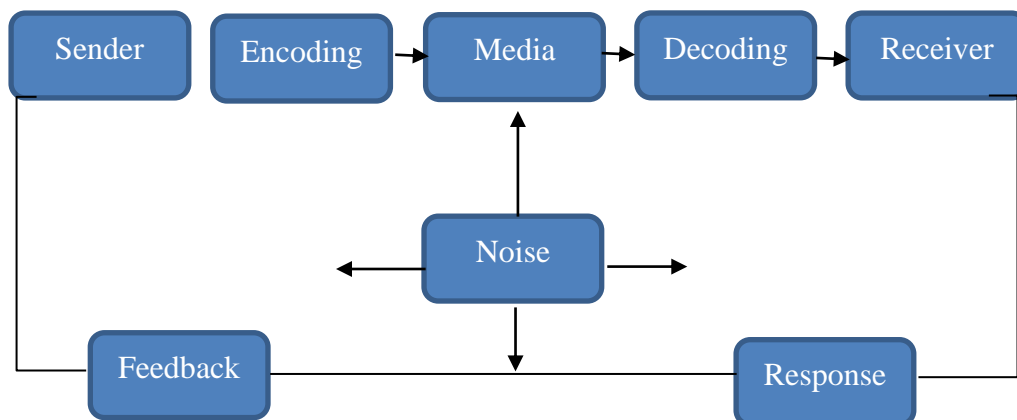 Sender
Encoding
Media
Decoding
Receiver
Noise
Feedback
Response